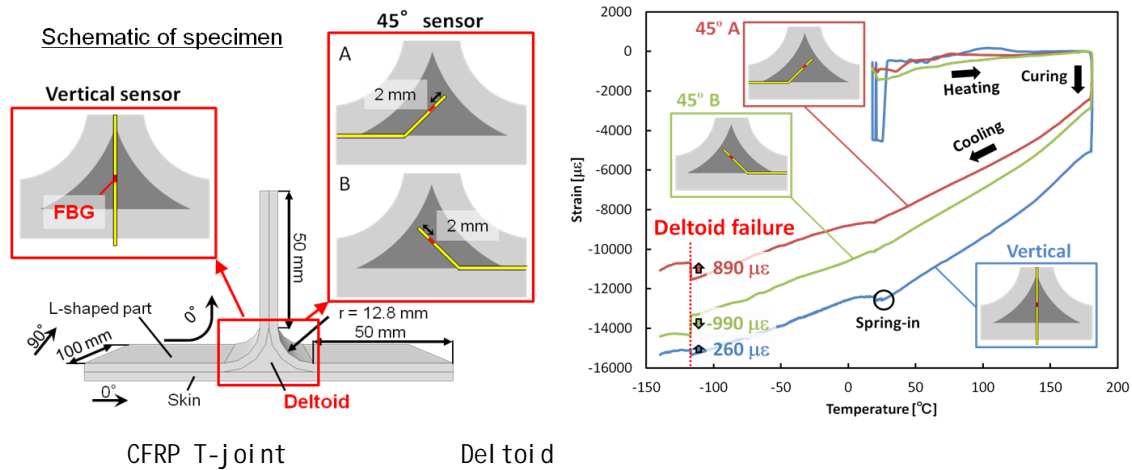 Schematic of specimen
45° sensor
A
2 mm
B
2 mm
Vertical sensor
FBG
50 mm
L-shaped part
0°
90°
100 mm
r = 12.8 mm
50 mm
0°
Skin
Deltoid
CFRP T-joint
Deltoid
2000
0
-2000
-4000
-6000
-8000
-10000
-12000
-14000
-16000
Strain [με]
45° A
45° B
Heating
Curing
Cooling
Deltoid failure
890 με
-990 με
260 με
Spring-in
Vertical
-150
-100
-50
0
50
100
150
200
Temperature [°C]